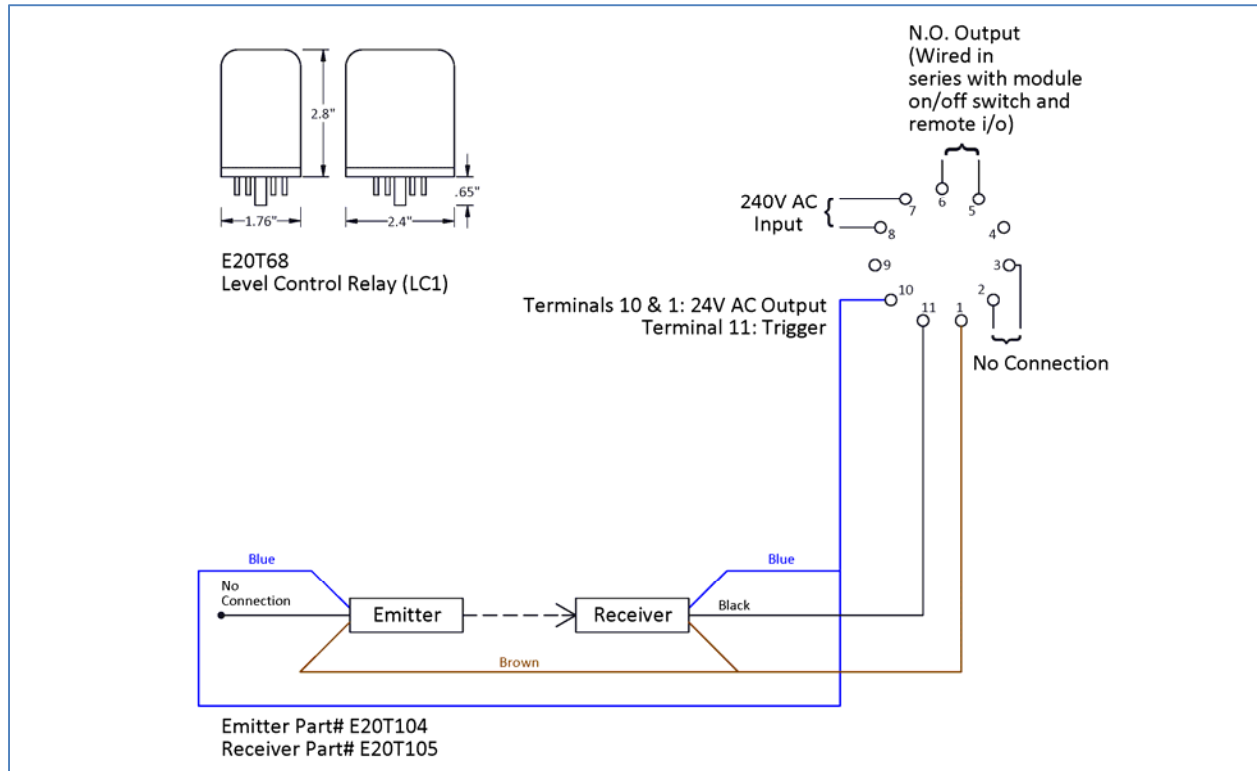 N.O. Output
(Wired in
series with module
on/off switch and
remote i/o)
2.8"
.65"
1.76"
2.4"
E20T68
Level Control Relay (LC1)
240V AC
Input
7
6
5
8
4
9
3
10
2
11
1
Terminals 10 & 1: 24V AC Output
Terminal 11: Trigger
No Connection
Blue
Blue
No
Connection
Emitter
Receiver
Black
Brown
Emitter Part# E20T104
Receiver Part# E20T105